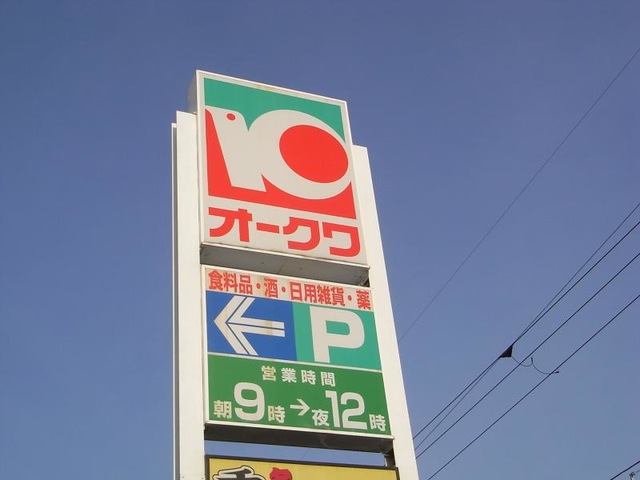 オークワ
食料品・酒・日用雑貨・薬
P
営業時間
朝9時→夜12時